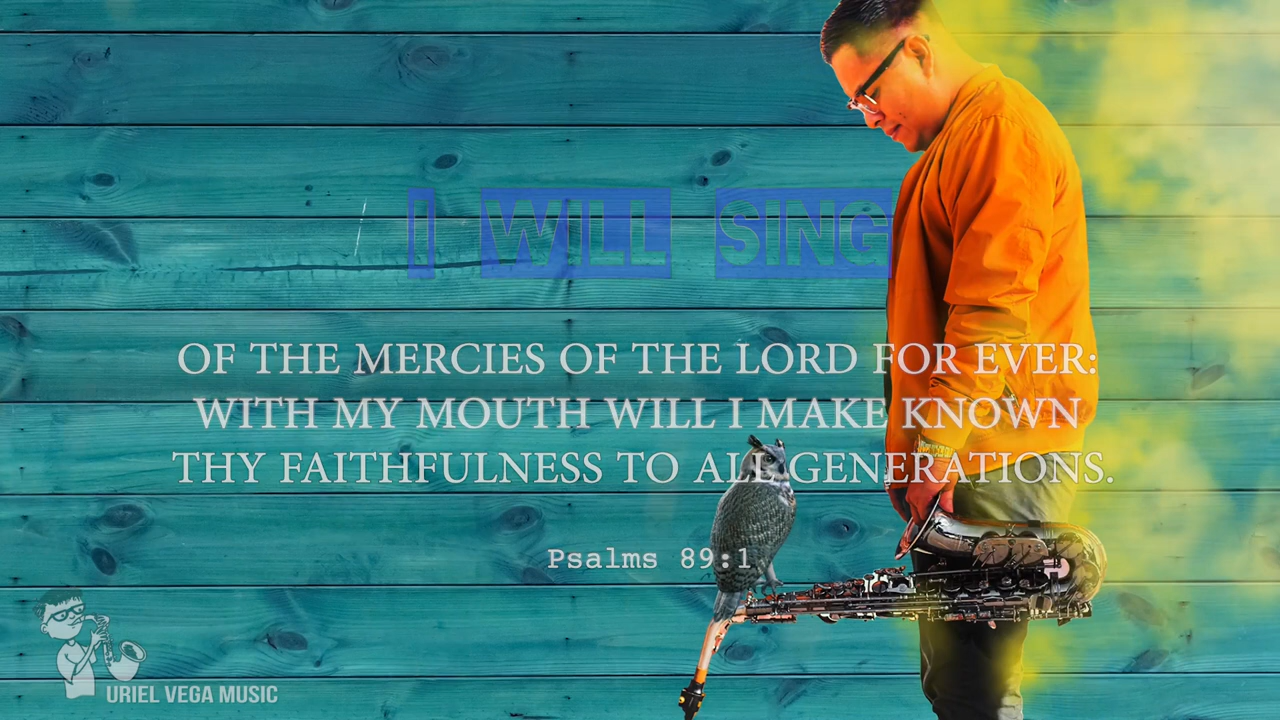 I WILL SING
OF THE MERCIES OF THE LORD FOR EVER:
WITH MY MOUTH WILL I MAKE KNOWN
THY FAITHFULNESS TO ALL GENERATIONS.
Psalms 89:1
URIEL VEGA MUSIC